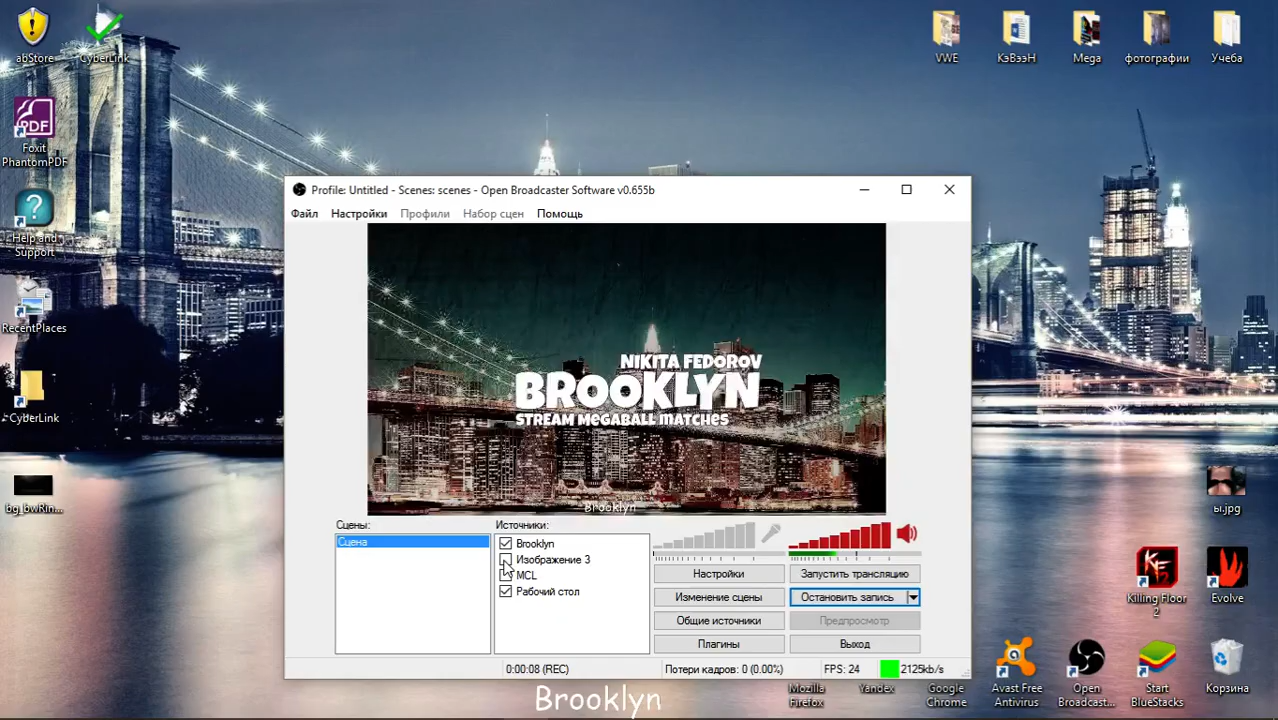 abStore
CyberLink
VWE
КэВээН
Mega
фотографии
Учеба
PDF
Foxit
PhantomPDF
Help and
Support
RecentPlaces
CyberLink
bg_bwRin...
Profile: Untitled - Scenes: scenes - Open Broadcaster Software v0.655b
Файл
Настройки
Профили
Набор сцен
Помощь
NIKITA FEDOROV
BROOKLYN
STREAM MEGABALL MATCHES
Brooklyn
Сцены:
Сцена
Источники:
Brooklyn
Изображение 3
MCL
Рабочий стол
Настройки
Запустить трансляцию
Изменение сцены
Остановить запись
Общие источники
Предпросмотр
Плагины
Выход
0:00:08 (REC)
Потери кадров: 0 (0.00%)
FPS: 24
2125kb/s
ы.jpg
Killing Floor
2
Evolve
Brooklyn
Mozilla
Firefox
Yandex
Google
Chrome
Avast Free
Antivirus
Open
Broadcast...
Start
BlueStacks
Корзина